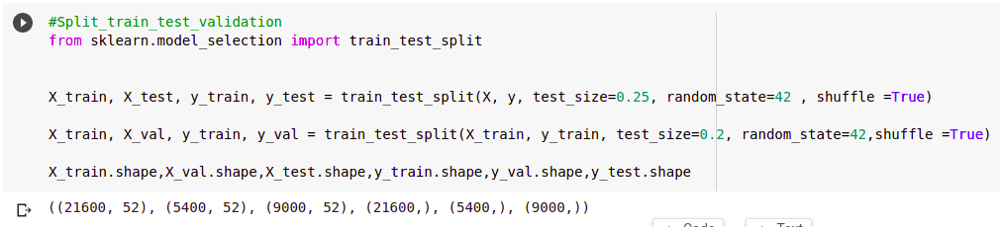 #Split_train_test_validation
from sklearn.model_selection import train_test_split
X_train, X_test, y_train, y_test = train_test_split(X, y, test_size=0.25, random_state=42 , shuffle =True)
X_train, X_val, y_train, y_val = train_test_split(X_train, y_train, test_size=0.2, random_state=42,shuffle =True)
X_train.shape,X_val.shape,X_test.shape,y_train.shape,y_val.shape,y_test.shape
((21600, 52), (5400, 52), (9000, 52), (21600,), (5400,), (9000,))